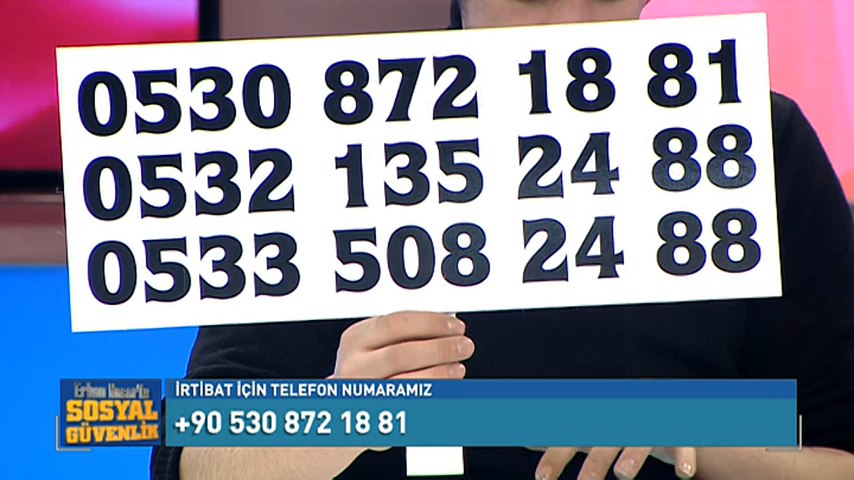 0530 872 18 81
0532 135 24 88
0533 508 24 88
İRTİBAT İÇİN TELEFON NUMARAMIZ
SOSYAL
GÜVENLİK
+90 530 872 18 81